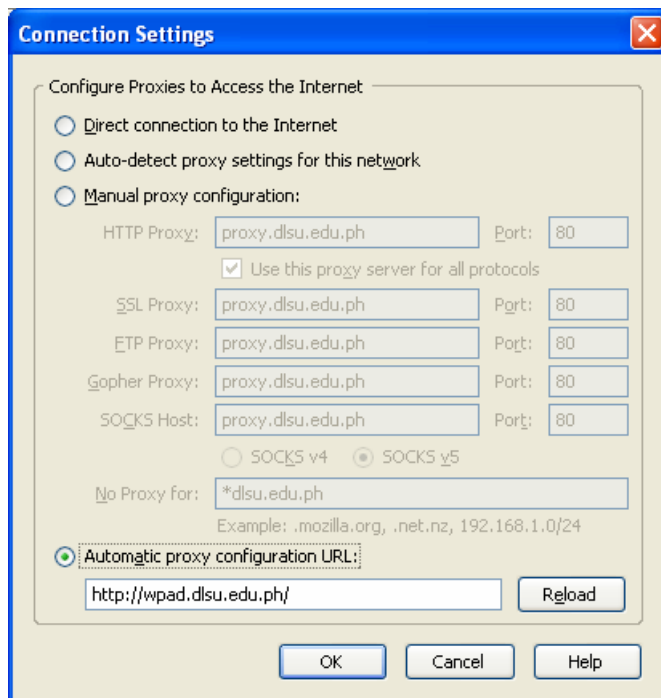 Connection Settings
Configure Proxies to Access the Internet
Direct connection to the Internet
Auto-detect proxy settings for this network
Manual proxy configuration:
HTTP Proxy: proxy.dlsu.edu.ph Port: 80
Use this proxy server for all protocols
SSL Proxy: proxy.dlsu.edu.ph Port: 80
FTP Proxy: proxy.dlsu.edu.ph Port: 80
Gopher Proxy: proxy.dlsu.edu.ph Port: 80
SOCKS Host: proxy.dlsu.edu.ph Port: 80
SOCKS v4 SOCKS v5
No Proxy for: *dlsu.edu.ph
Example: .mozilla.org, .net.nz, 192.168.1.0/24
Automatic proxy configuration URL:
http://wpad.dlsu.edu.ph/ Reload
OK Cancel Help